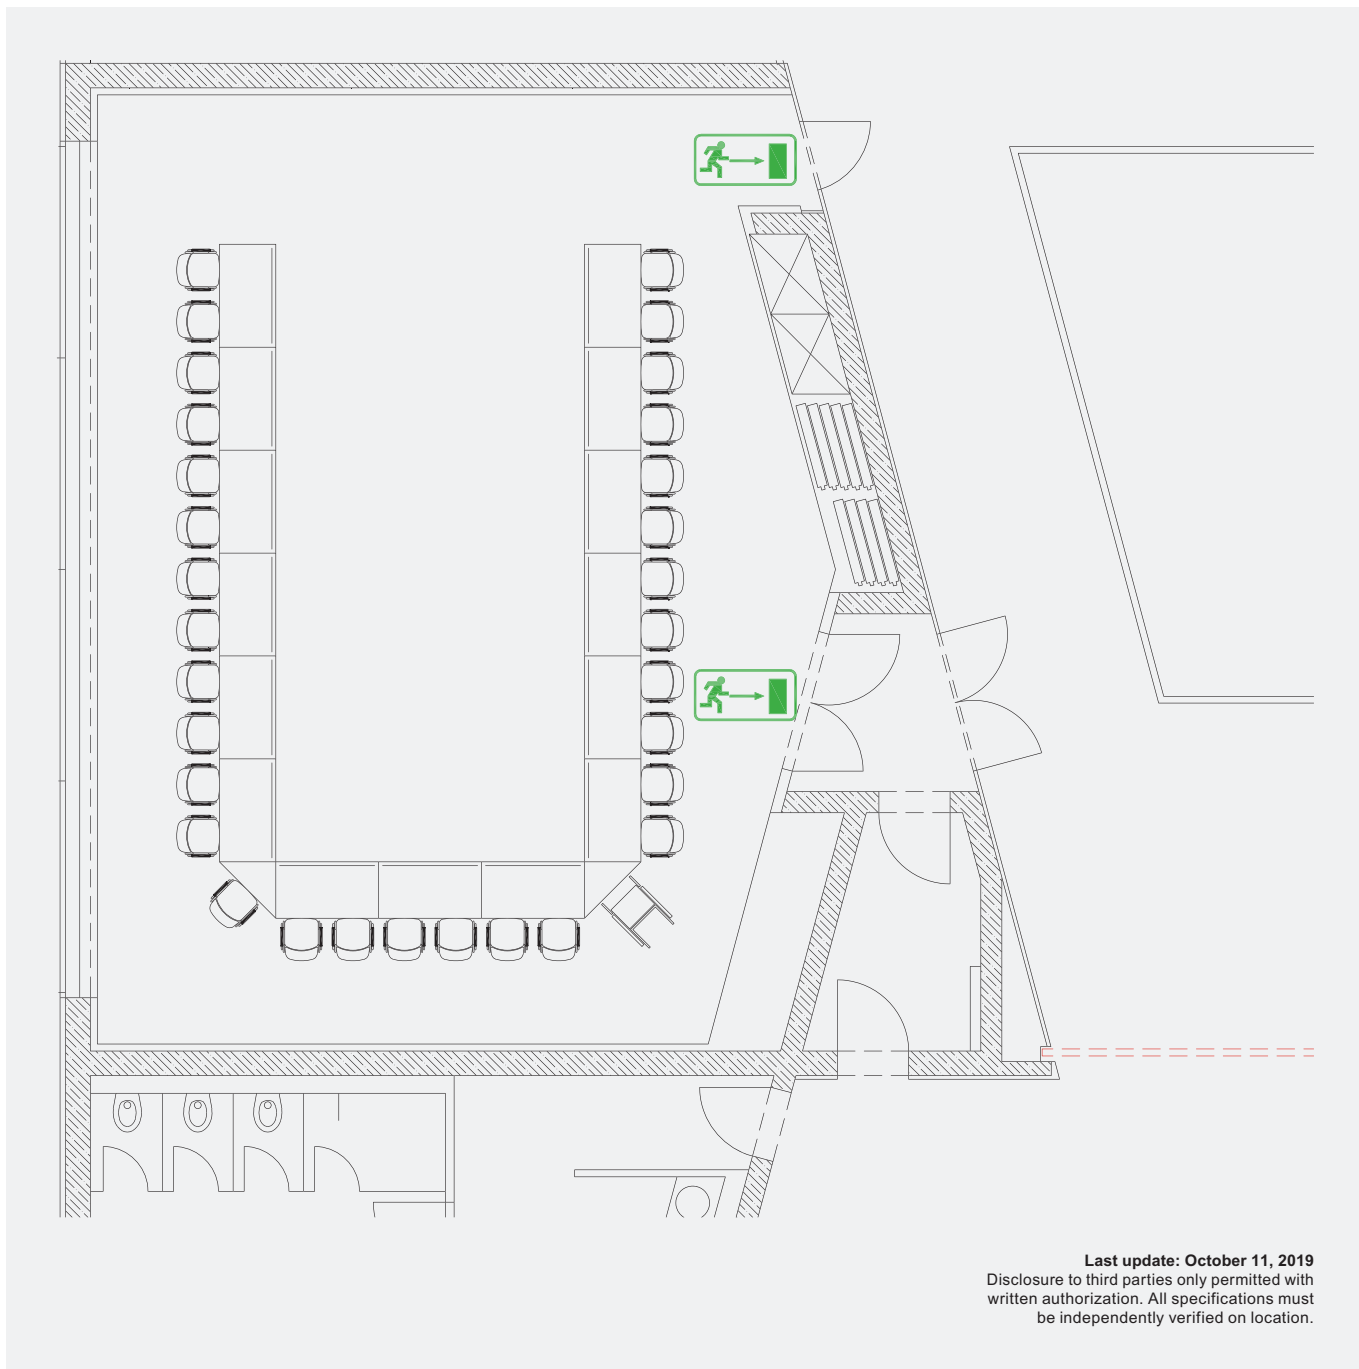 Last update: October 11, 2019
Disclosure to third parties only permitted with
written authorization. All specifications must
be independently verified on location.